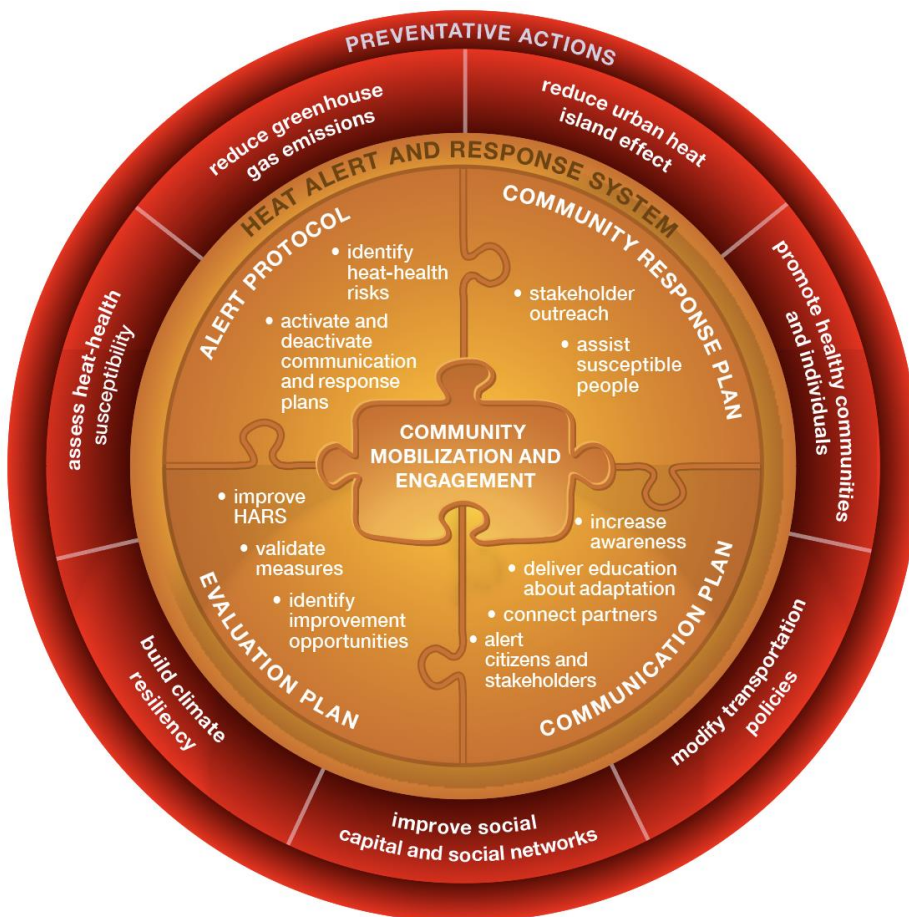 PREVENTATIVE ACTIONS
reduce greenhouse
gas emissions
reduce urban heat
island effect
promote healthy communities
and individuals
modify transportation
policies
improve social
capital and social networks
build climate
resiliency
assess heat-health
susceptibility
HEAT ALERT AND RESPONSE SYSTEM
ALERT PROTOCOL
• identify
heat-health
risks
• activate and
deactivate
communication
and response
plans
COMMUNITY RESPONSE PLAN
• stakeholder
outreach
• assist
susceptible
people
COMMUNITY
MOBILIZATION AND
ENGAGEMENT
EVALUATION PLAN
• improve
HARS
• validate
measures
• identify
improvement
opportunities
COMMUNICATION PLAN
• increase
awareness
• deliver education
about adaptation
• connect partners
• alert
citizens and
stakeholders